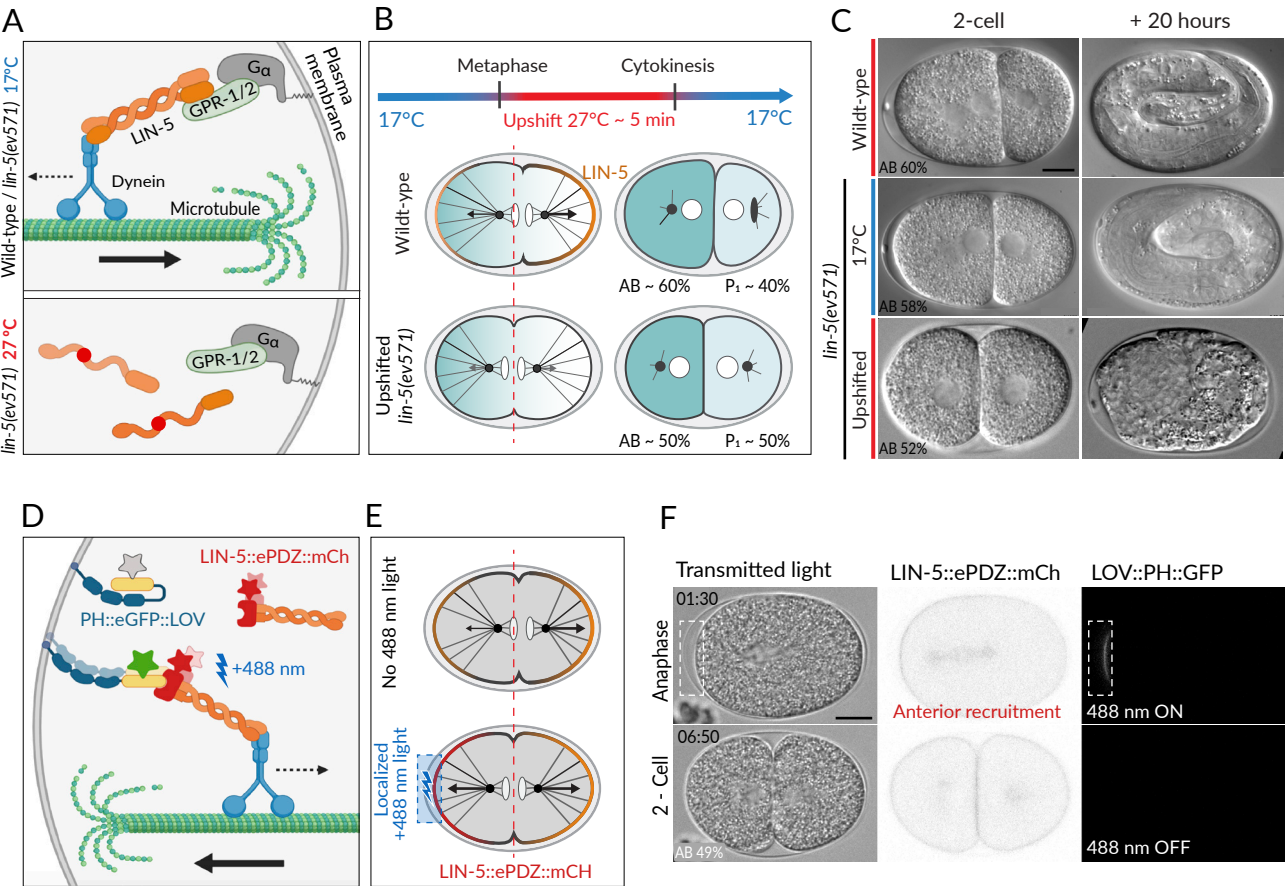 A
Wild-type / lin-5(ev571) 17°C
Gα
GPR-1/2
LIN-5
Plasma membrane
Dynein
Microtubule
lin-5(ev571) 27 °C
Gα
GPR-1/2
B
Metaphase
Cytokinesis
17°C
Upshift 27°C ~ 5 min
17°C
Wildt-ype
LIN-5
AB ~ 60%
P₁ ~ 40%
Upshifted
lin-5(ev571)
AB ~ 50%
P₁ ~ 50%
C
2-cell
+ 20 hours
Wildt-ype
AB 60%
lin-5(ev571)
17°C
AB 58%
Upshifted
AB 52%
D
LIN-5::ePDZ::mCh
PH::eGFP::LOV
+488 nm
E
No 488 nm light
Localized
+488 nm light
LIN-5::ePDZ::mCH
F
Transmitted light
LIN-5::ePDZ::mCh
LOV::PH::GFP
Anaphase
01:30
Anterior recruitment
488 nm ON
2 - Cell
06:50
AB 49%
488 nm OFF